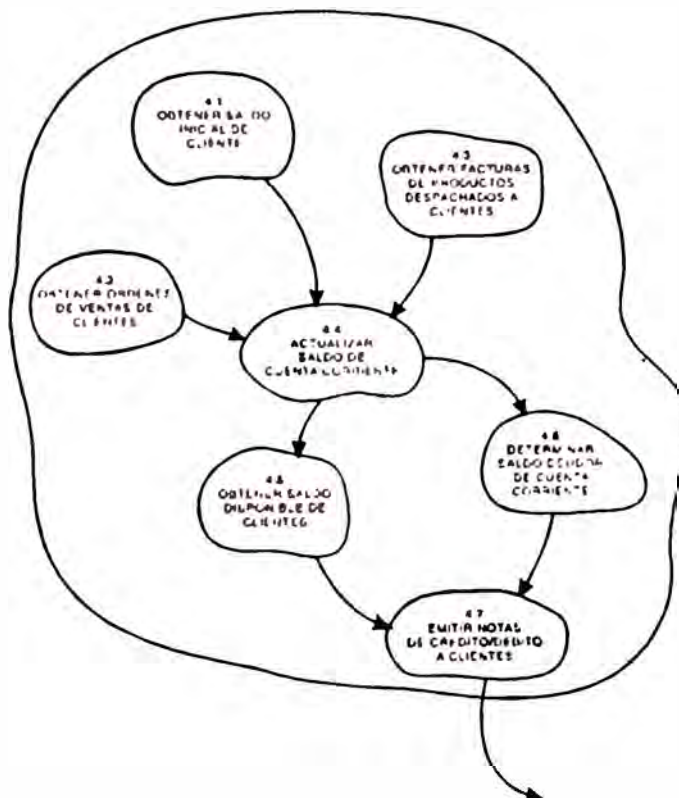 4.1
OBTENER SALDO
INICIAL DE
CLIENTE
4.3
OBTENER FACTURAS
DE PRODUCTOS
DESPACHADOS A
CLIENTES
4.2
OBTENER ORDENES
DE VENTAS DE
CLIENTES
4.4
ACTUALIZAR
SALDO DE
CUENTA CORRIENTE
4.6
DETERMINAR
SALDO DEUDOR
DE CUENTA
CORRIENTE
4.5
OBTENER SALDO
DISPONIBLE DE
CLIENTES
4.7
EMITIR NOTAS
DE CREDITO/DEBITO
A CLIENTES